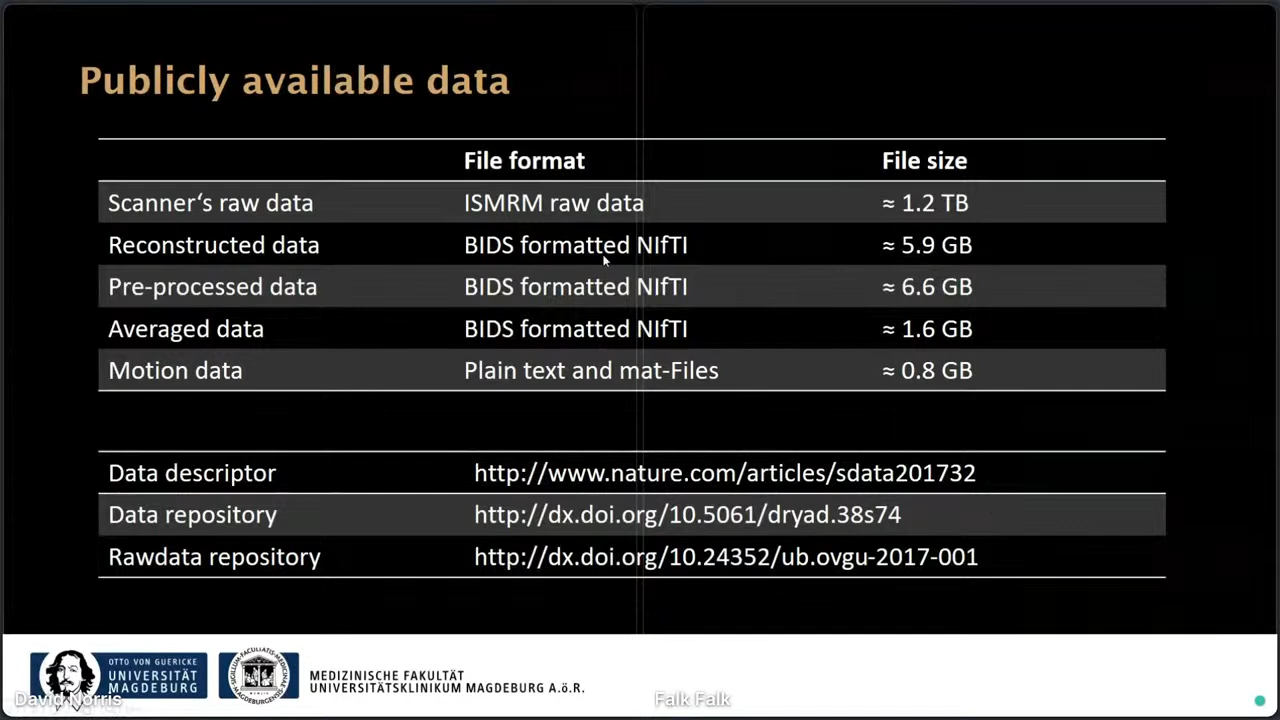 Publicly available data
File format File size
Scanner‘s raw data ISMRM raw data ≈ 1.2 TB
Reconstructed data BIDS formatted NIfTI ≈ 5.9 GB
Pre-processed data BIDS formatted NIfTI ≈ 6.6 GB
Averaged data BIDS formatted NIfTI ≈ 1.6 GB
Motion data Plain text and mat-Files ≈ 0.8 GB
Data descriptor http://www.nature.com/articles/sdata201732
Data repository http://dx.doi.org/10.5061/dryad.38s74
Rawdata repository http://dx.doi.org/10.24352/ub.ovgu-2017-001
OTTO VON GUERICKE
UNIVERSITÄT
MAGDEBURG
MEDIZINISCHE FAKULTÄT
UNIVERSITÄTSKLINIKUM MAGDEBURG A.ö.R.
David Norris
Falk Falk